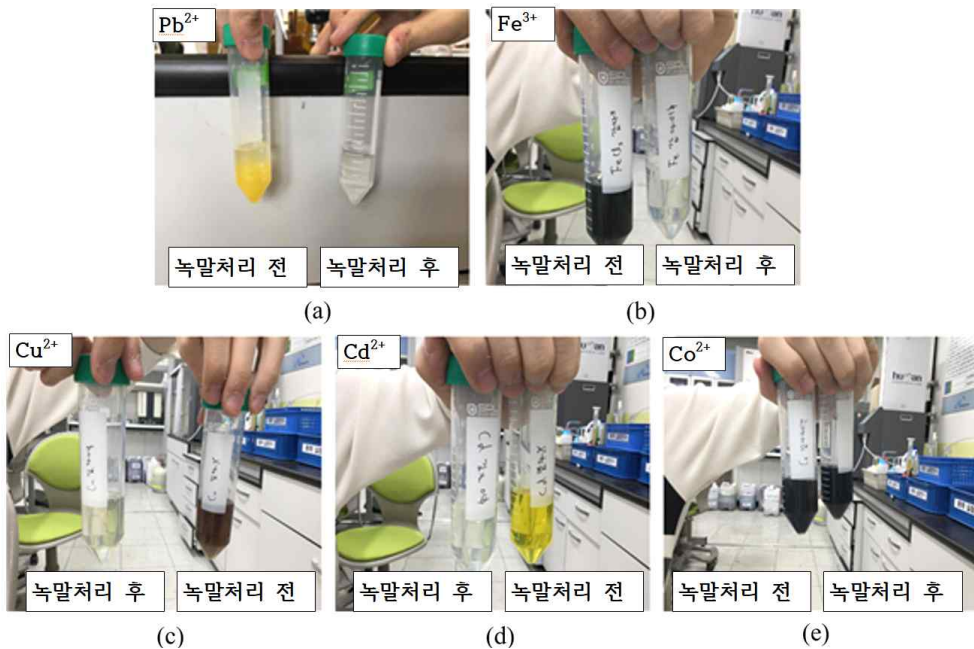 Pb2+
녹말처리 전
녹말처리 후
(a)
Fe3+
녹말처리 전
녹말처리 후
(b)
Cu2+
녹말처리 후
녹말처리 전
(c)
Cd2+
녹말처리 후
녹말처리 전
(d)
Co2+
녹말처리 전
녹말처리 후
(e)